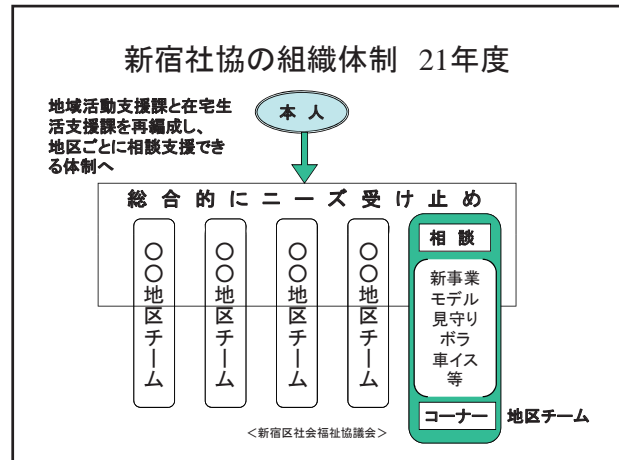 新宿社協の組織体制 21年度
地域活動支援課と在宅生
活支援課を再編成し、
地区ごとに相談支援でき
る体制へ
本人
総合的にニーズ受け止め
〇〇地区チーム
〇〇地区チーム
〇〇地区チーム
〇〇地区チーム
相談
新事業
モデル
見守り
ボラ
車イス
等
コーナー
地区チーム
＜新宿区社会福祉協議会＞